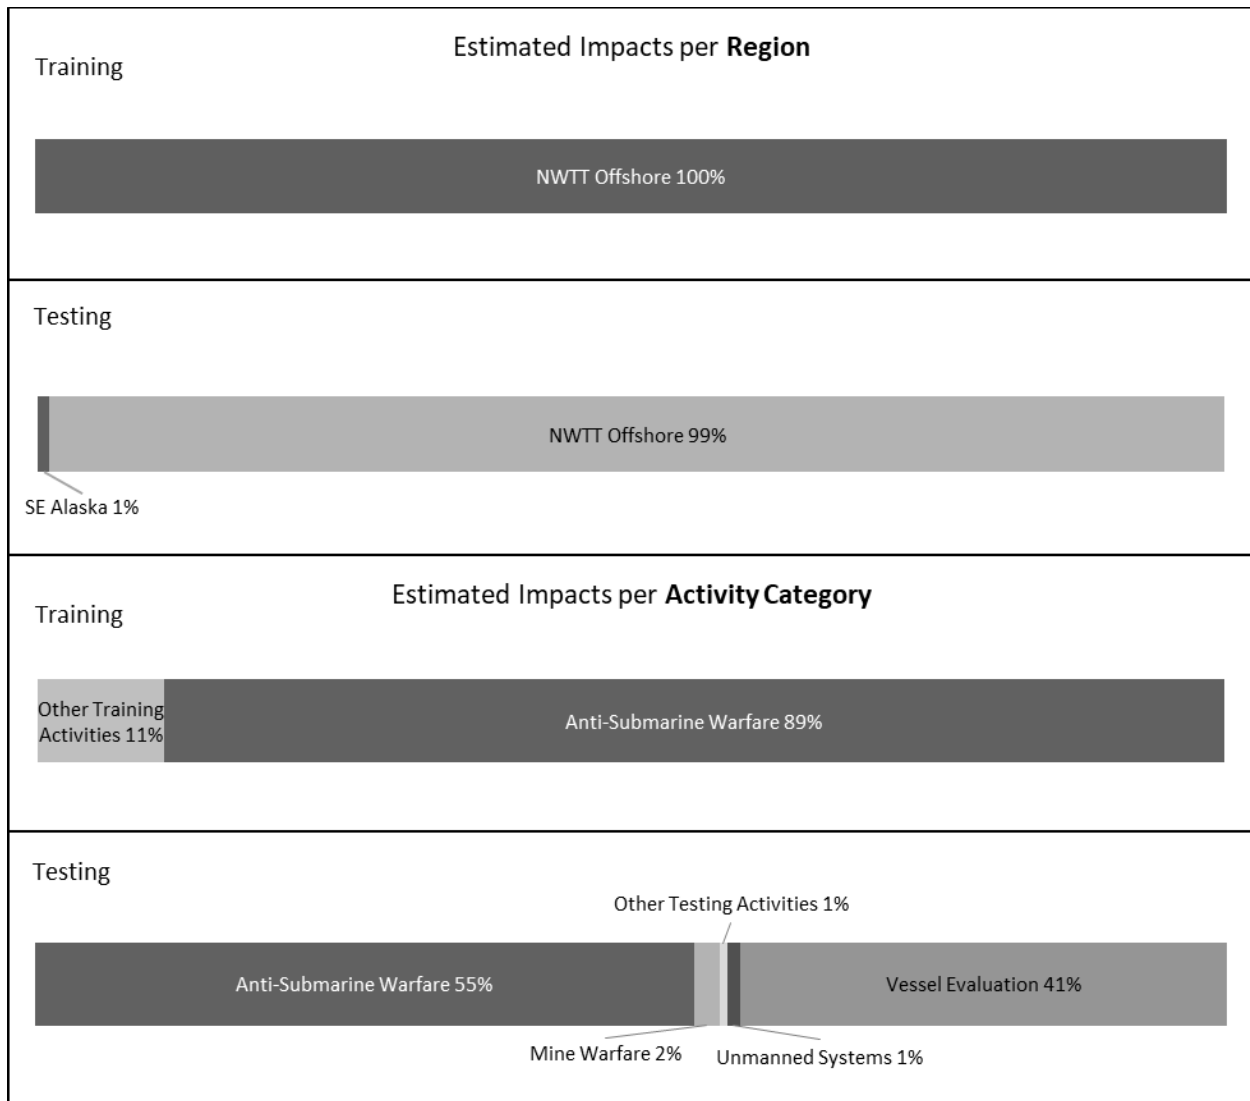 Estimated Impacts per Region
Training
NWTT Offshore 100%
Testing
NWTT Offshore 99%
SE Alaska 1%
Estimated Impacts per Activity Category
Training
Other Training
Activities 11%
Anti-Submarine Warfare 89%
Testing
Other Testing Activities 1%
Anti-Submarine Warfare 55%
Vessel Evaluation 41%
Mine Warfare 2%
Unmanned Systems 1%